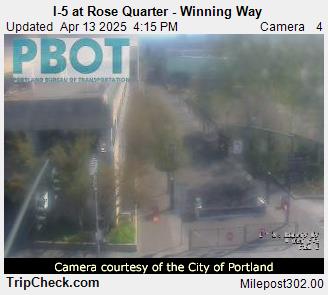 I-5 at Rose Quarter - Winning Way
Updated Apr 13 2025 4:15 PM Camera 4
PBOT
PORTLAND BUREAU OF TRANSPORTATION
Camera courtesy of the City of Portland
TripCheck.com Milepost302.00